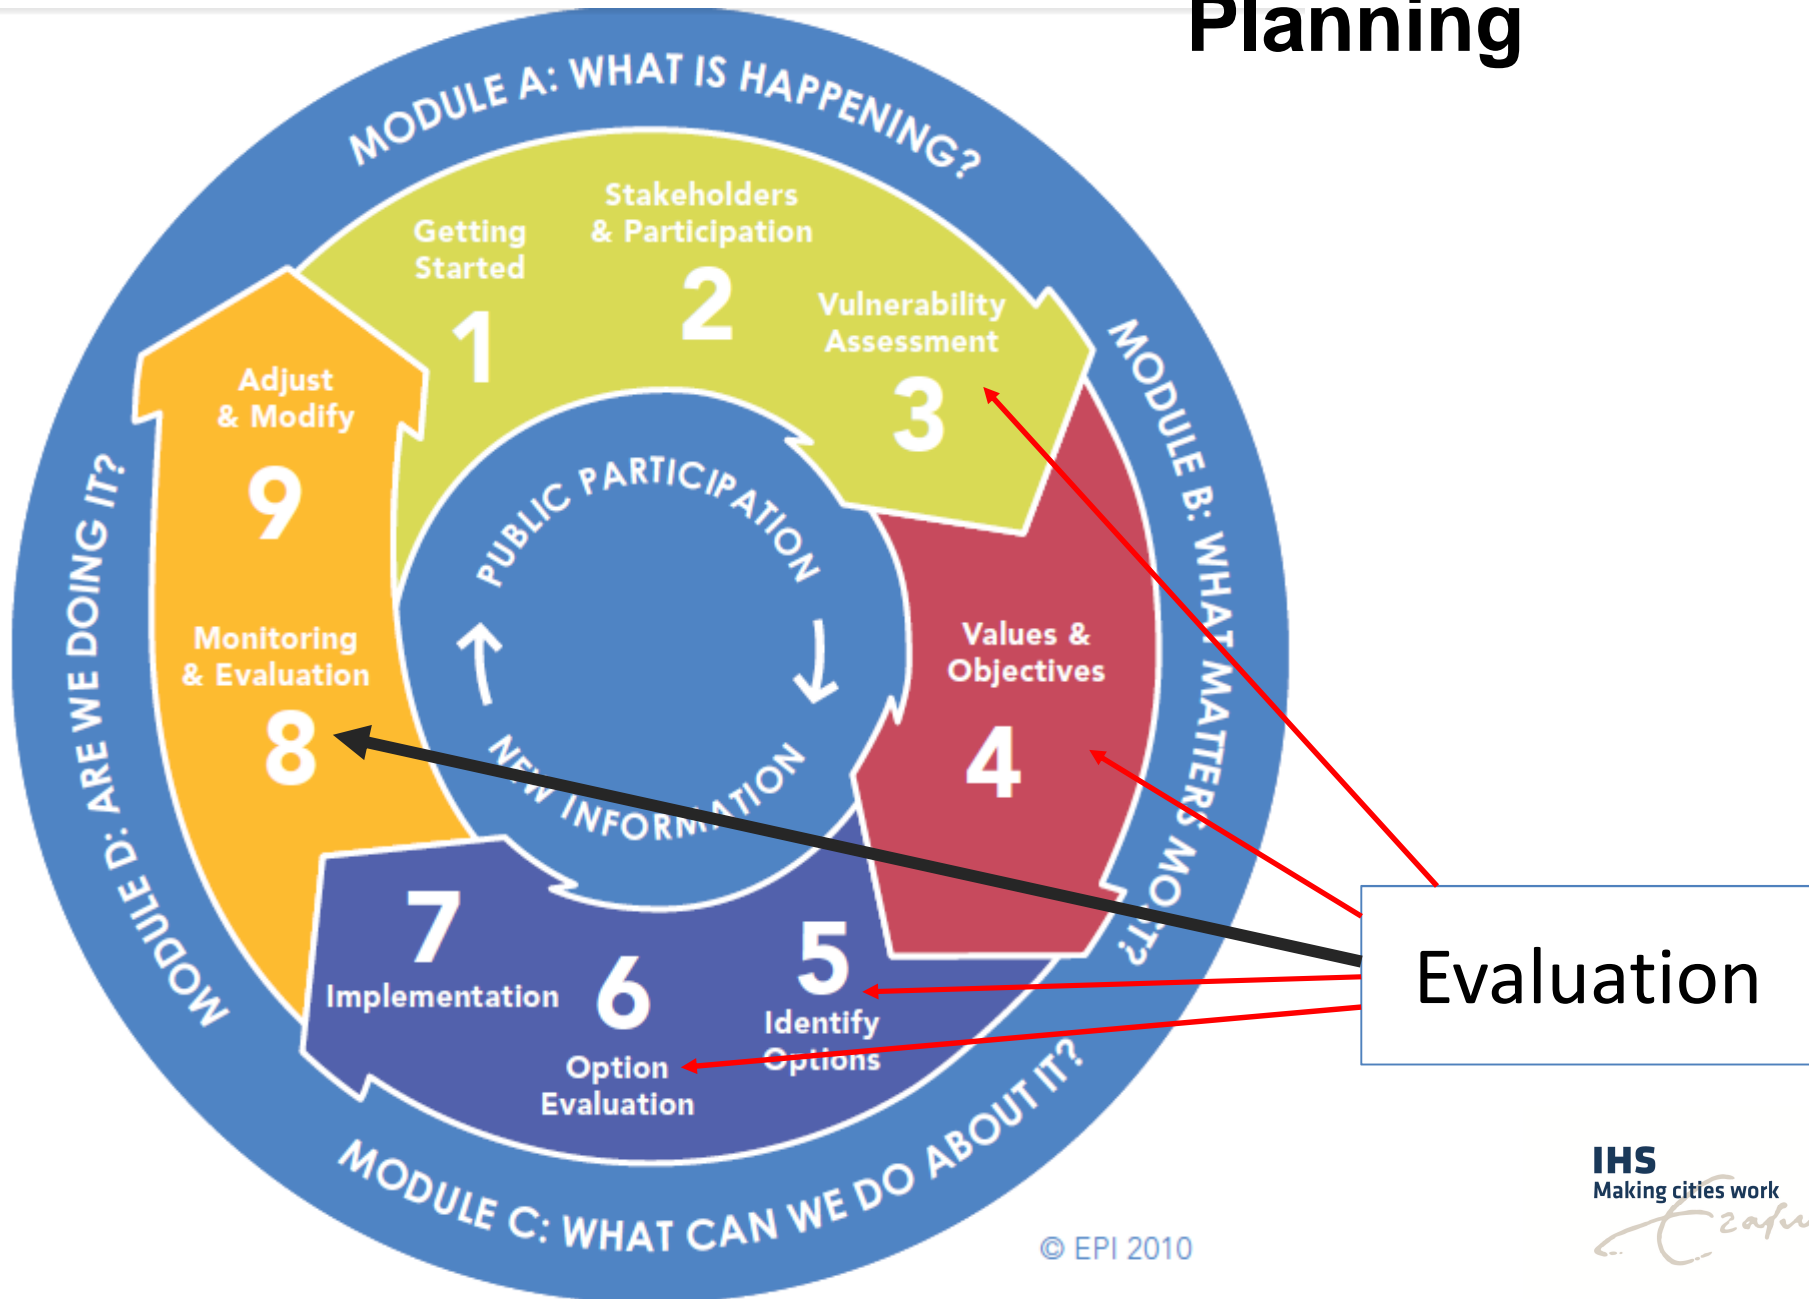 Planning
MODULE A: WHAT IS HAPPENING?
Getting
Started
1
Stakeholders
& Participation
2
Vulnerability
Assessment
3
MODULE B: WHAT MATTERS MOST?
Values &
Objectives
4
5
Identify
Options
6
Option
Evaluation
7
Implementation
MODULE C: WHAT CAN WE DO ABOUT IT?
Monitoring
& Evaluation
8
Adjust
& Modify
9
MODULE D: ARE WE DOING IT?
PUBLIC PARTICIPATION
NEW INFORMATION
Evaluation
© EPI 2010
IHS
Making cities work